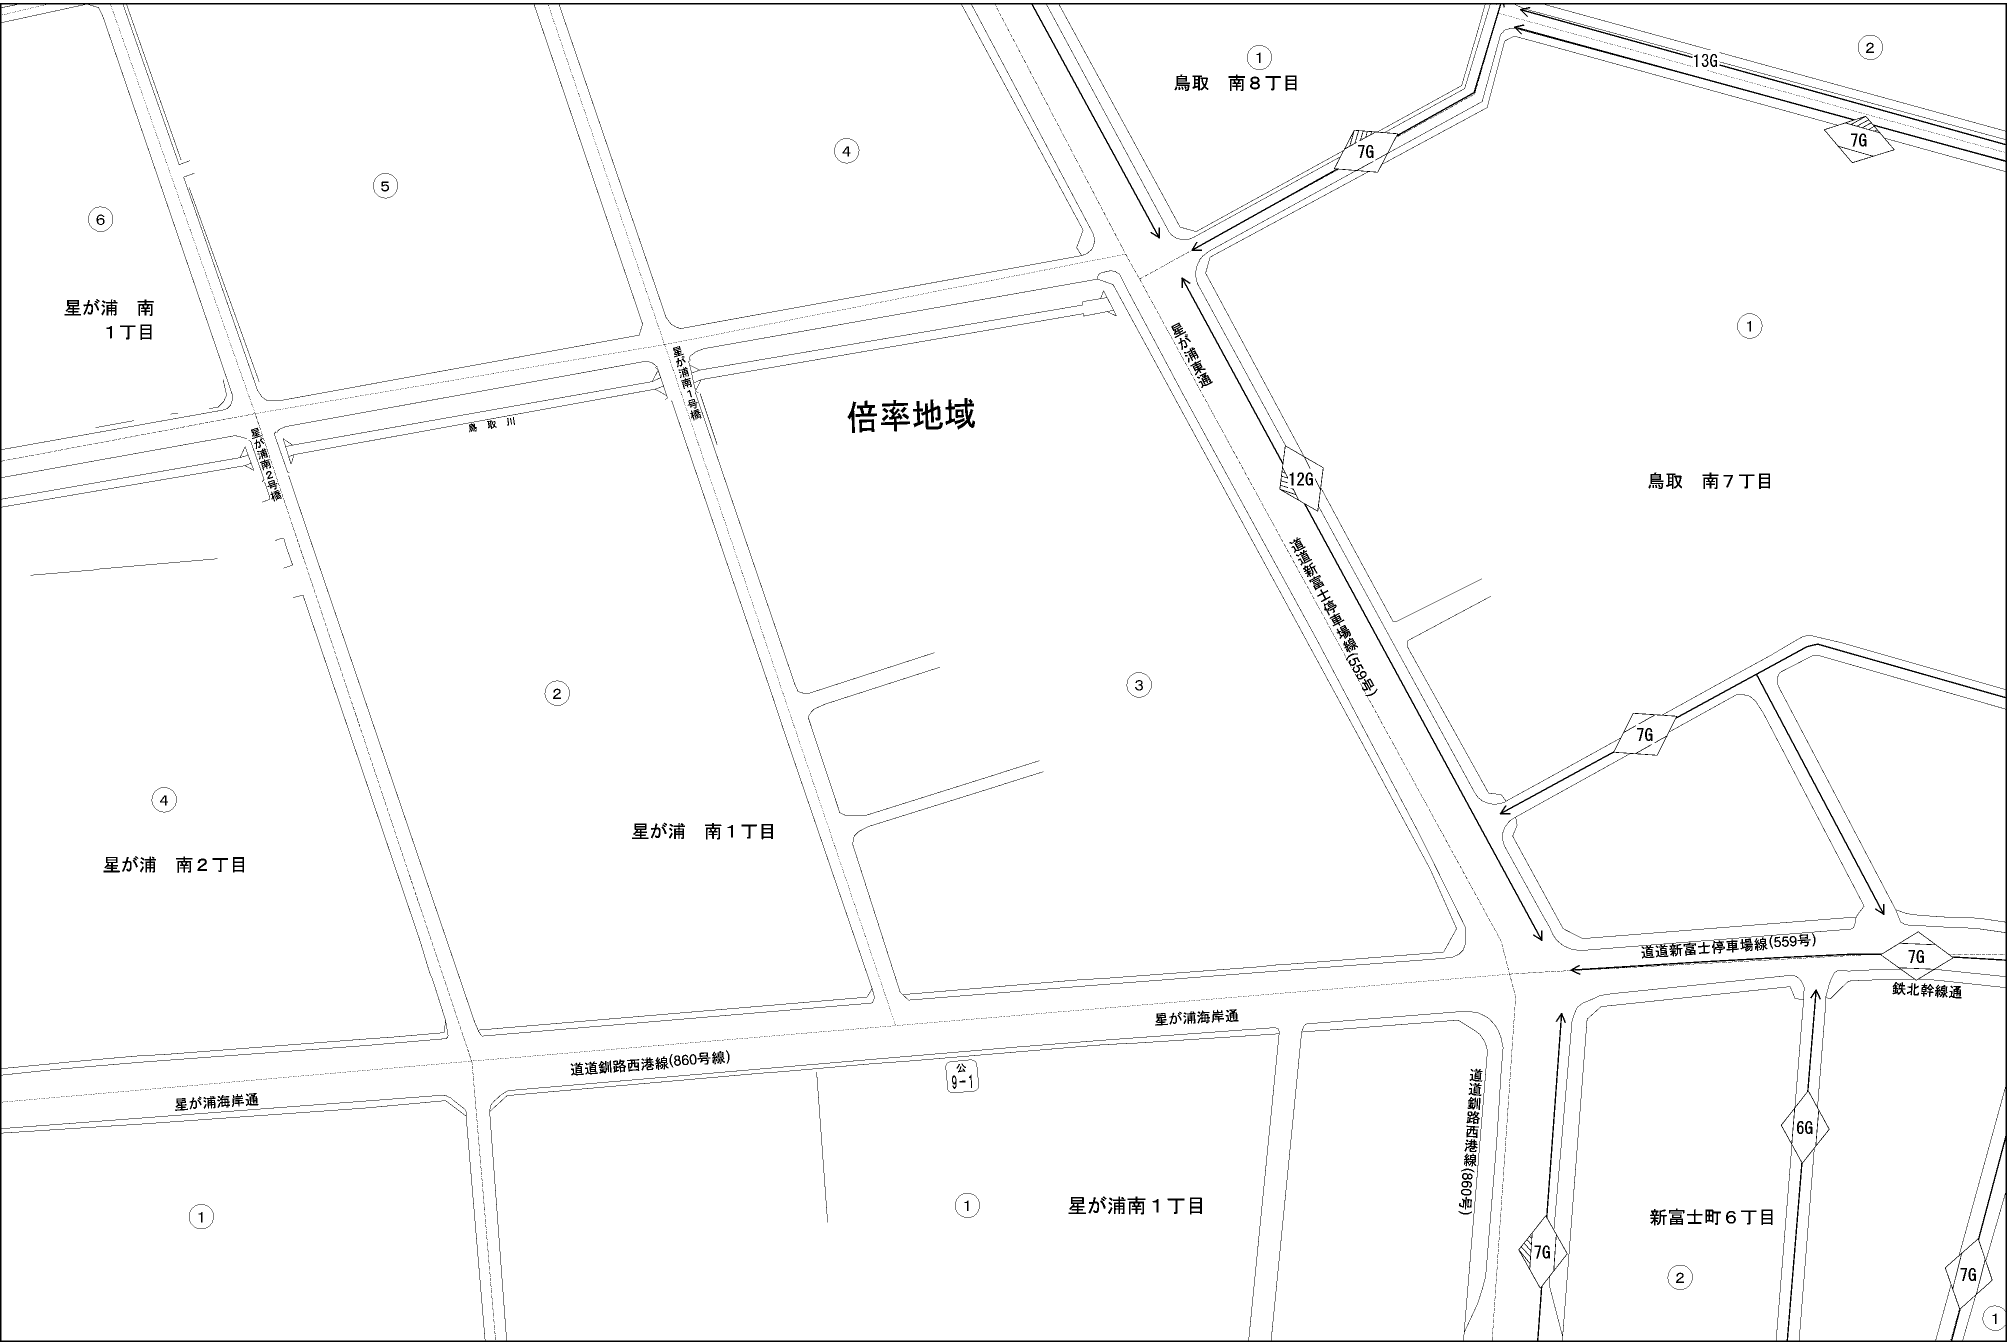 ①
鳥取　南８丁目
②
13G
7G
7G
④
⑤
⑥
星が浦　南
１丁目
①
星が浦東通
星が浦南1号橋
倍率地域
鳥取川
星が浦南2号橋
12G
鳥取　南７丁目
道道新富士停車場線(559号)
②
③
7G
④
星が浦　南１丁目
星が浦　南２丁目
道道新富士停車場線(559号)
7G
鉄北幹線通
星が浦海岸通
道道釧路西港線(860号線)
公
9-1
星が浦海岸通
道道釧路西港線(860号)
6G
①
①
星が浦南１丁目
新富士町６丁目
7G
②
7G
①